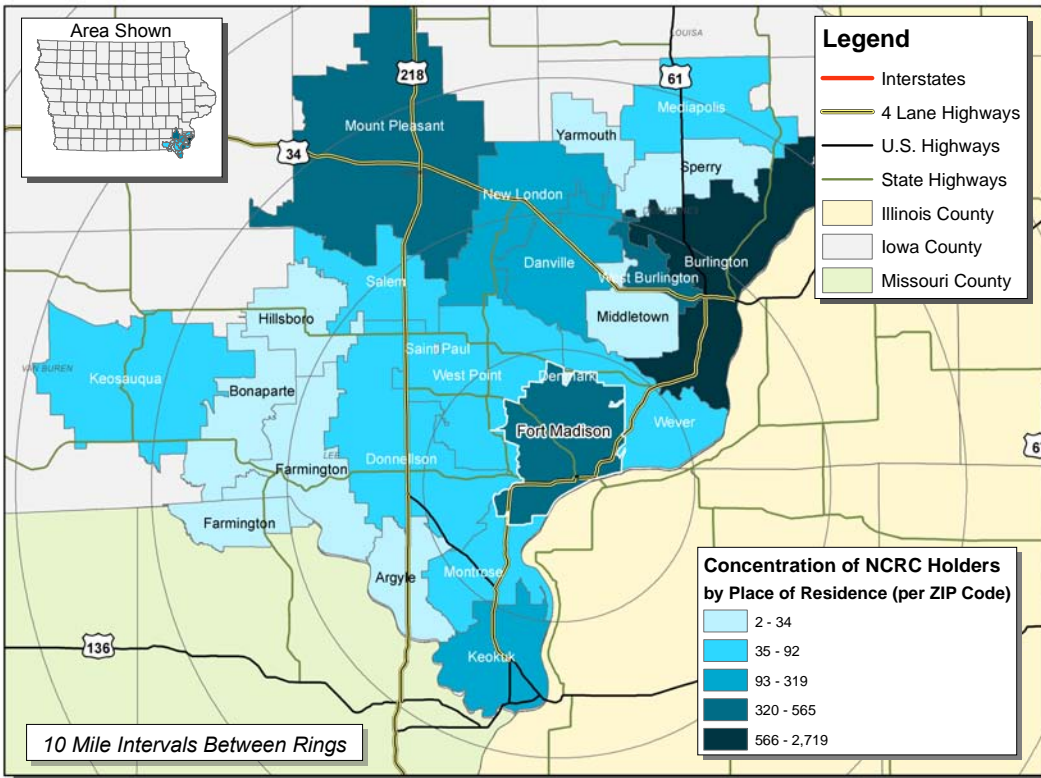 Area Shown
LOUISA
Legend
Interstates
4 Lane Highways
U.S. Highways
State Highways
Illinois County
Iowa County
Missouri County
218
61
Mediapolis
Mount Pleasant
Yarmouth
34
Sperry
New London
Danville
West Burlington
Burlington
Salem
Hillsboro
Middletown
Saint Paul
VAN BUREN
Keosauqua
West Point
Denmark
Bonaparte
Wever
Fort Madison
LEE
Donnellson
Farmington
Farmington
Argyle
Montrose
Keokuk
136
Concentration of NCRC Holders
by Place of Residence (per ZIP Code)
2 - 34
35 - 92
93 - 319
320 - 565
566 - 2,719
10 Mile Intervals Between Rings